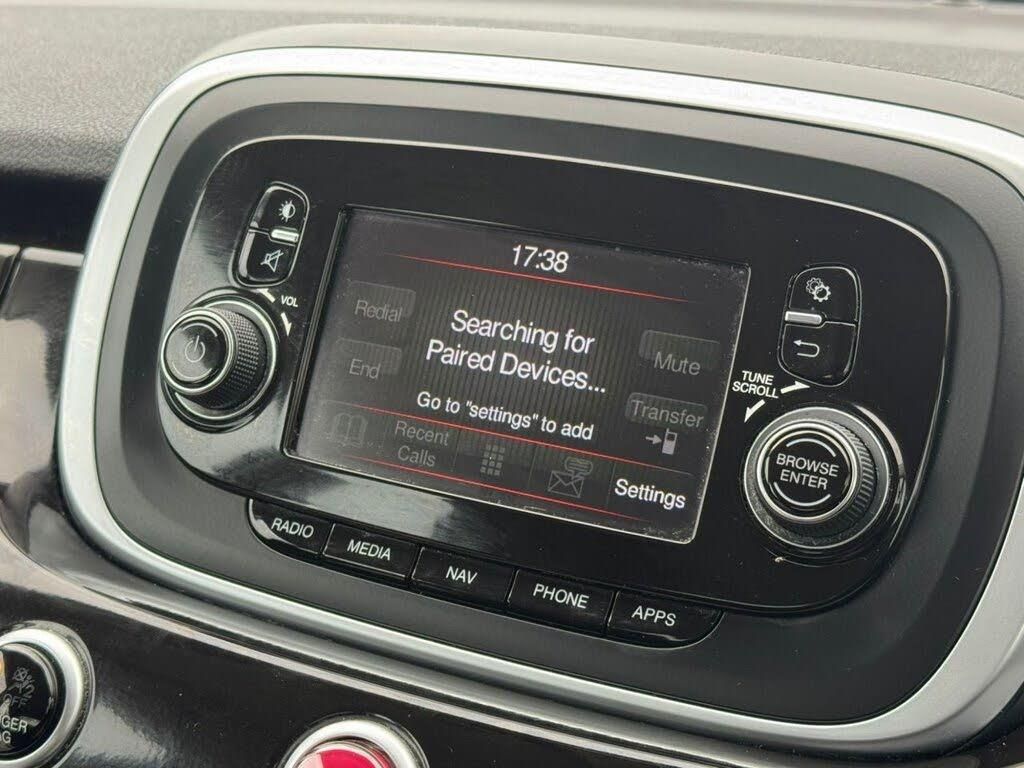 17:38
Redial
Searching for
Paired Devices...
Mute
End
Go to "settings" to add
Transfer
Recent
Calls
Settings
VOL
TUNE
SCROLL
BROWSE
ENTER
RADIO
MEDIA
NAV
PHONE
APPS
OFF